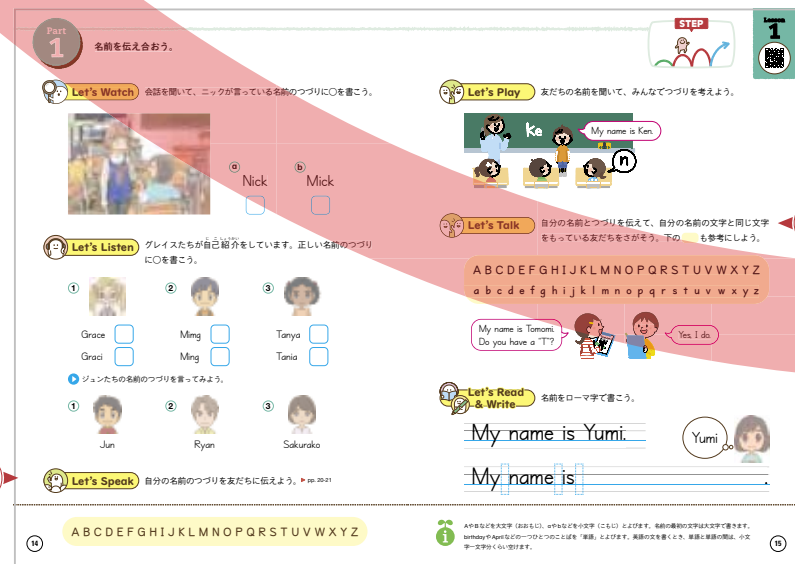 Part
1
名前を伝え合おう。
Let's Watch 会話を聞いて、ニックが言っている名前のつづりに○を書こう。
ⓐ ⓑ
Nick Mick
Let's Listen グレイスたちが自己紹介をしています。正しい名前のつづり
じこしょうかい
に○を書こう。
1 2 3
Grace Mimg Tanya
Graci Ming Tania
ジュンたちの名前のつづりを言ってみよう。
1 2 3
Jun Ryan Sakurako
Let's Speak 自分の名前のつづりを友だちに伝えよう。▶ pp. 20-21
A B C D E F G H I J K L M N O P Q R S T U V W X Y Z
14
STEP
Lesson
1
Let's Play 友だちの名前を聞いて、みんなでつづりを考えよう。
Ke
My name is Ken.
n
Let's Talk 自分の名前とつづりを伝えて、自分の名前の文字と同じ文字
をもっている友だちをさがそう。下の も参考にしよう。
A B C D E F G H I J K L M N O P Q R S T U V W X Y Z
a b c d e f g h i j k l m n o p q r s t u v w x y z
My name is Tomomi.
Do you have a "T"?
Yes, I do.
Let's Read
& Write
名前をローマ字で書こう。
My name is Yumi.
Yumi
My name is .
i
AやBなどを大文字（おおもじ）、aやbなどを小文字（こもじ）とよびます。名前の最初の文字は大文字で書きます。
birthdayやAprilなどの一つひとつのことばを「単語」とよびます。英語の文を書くとき、単語と単語の間は、小文
字一文字分くらい空けます。
15